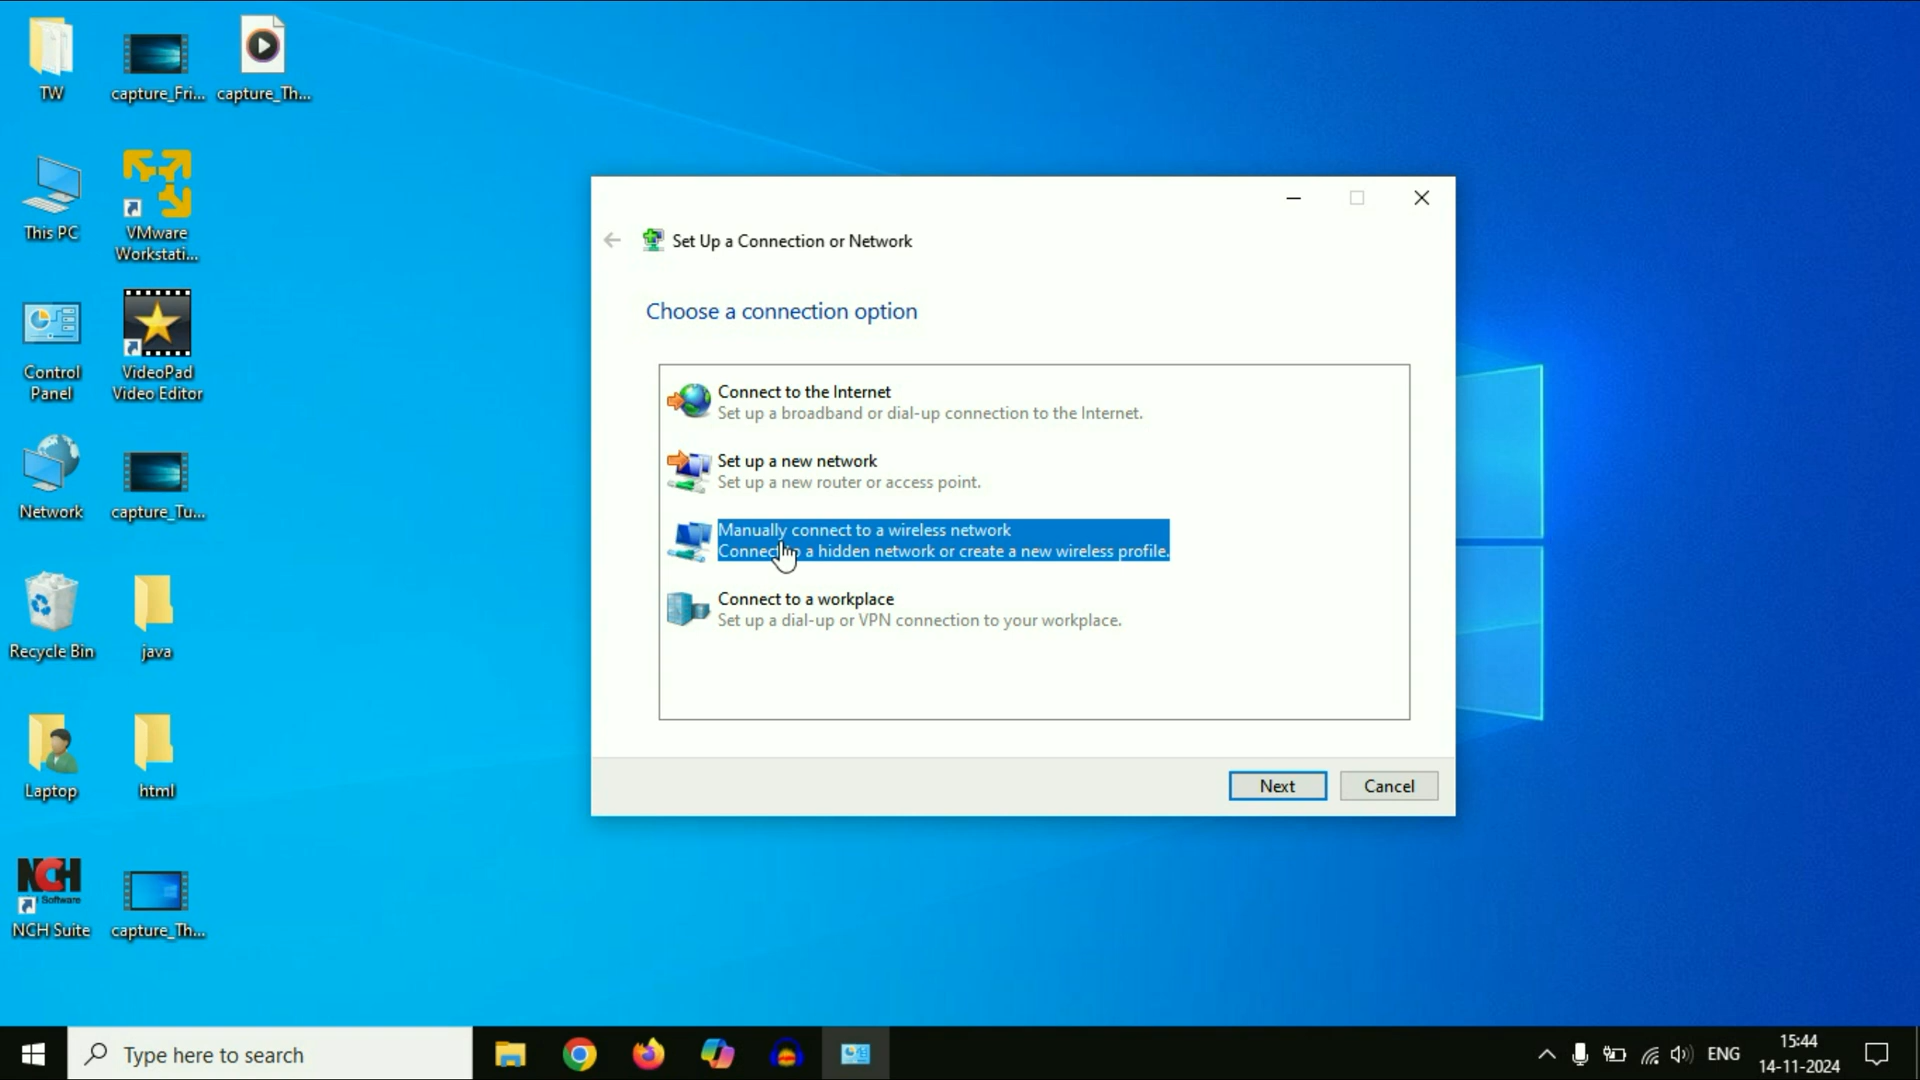 TW
capture_Fri...
capture_Th...
This PC
VMware
Workstati...
Control
Panel
VideoPad
Video Editor
Network
capture_Tu...
Recycle Bin
java
Laptop
html
NCH
Software
NCH Suite
capture_Th...
Set Up a Connection or Network
Choose a connection option
Connect to the Internet
Set up a broadband or dial-up connection to the Internet.
Set up a new network
Set up a new router or access point.
Manually connect to a wireless network
Connect to a hidden network or create a new wireless profile.
Connect to a workplace
Set up a dial-up or VPN connection to your workplace.
Next
Cancel
Type here to search
ENG
15:44
14-11-2024